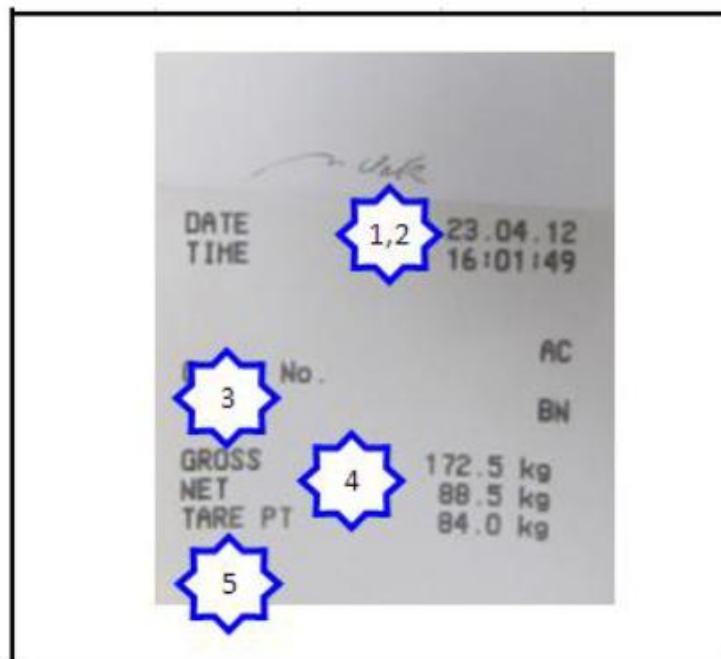 DATE 1,2 23.04.12
TIME 16:01:49
AC
3 No.
BN
GROSS 4 172.5 kg
NET 88.5 kg
TARE PT 84.0 kg
5